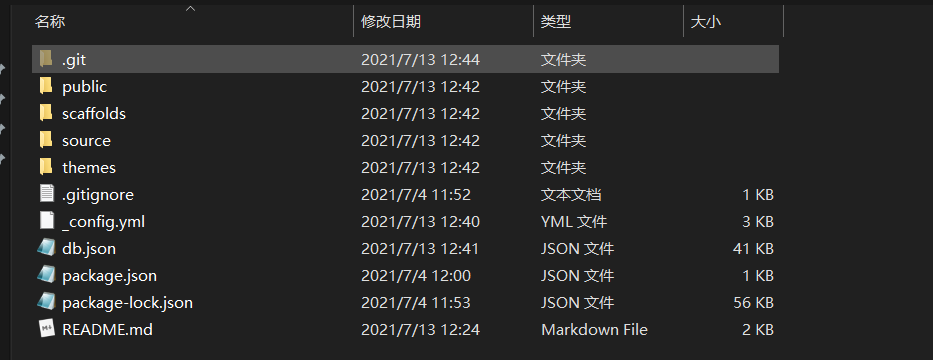 名称 修改日期 类型 大小
.git 2021/7/13 12:44 文件夹
public 2021/7/13 12:42 文件夹
scaffolds 2021/7/13 12:42 文件夹
source 2021/7/13 12:42 文件夹
themes 2021/7/13 12:42 文件夹
.gitignore 2021/7/4 11:52 文本文档 1 KB
_config.yml 2021/7/13 12:40 YML 文件 3 KB
db.json 2021/7/13 12:41 JSON 文件 41 KB
package.json 2021/7/4 12:00 JSON 文件 1 KB
package-lock.json 2021/7/4 11:53 JSON 文件 56 KB
README.md 2021/7/13 12:24 Markdown File 2 KB